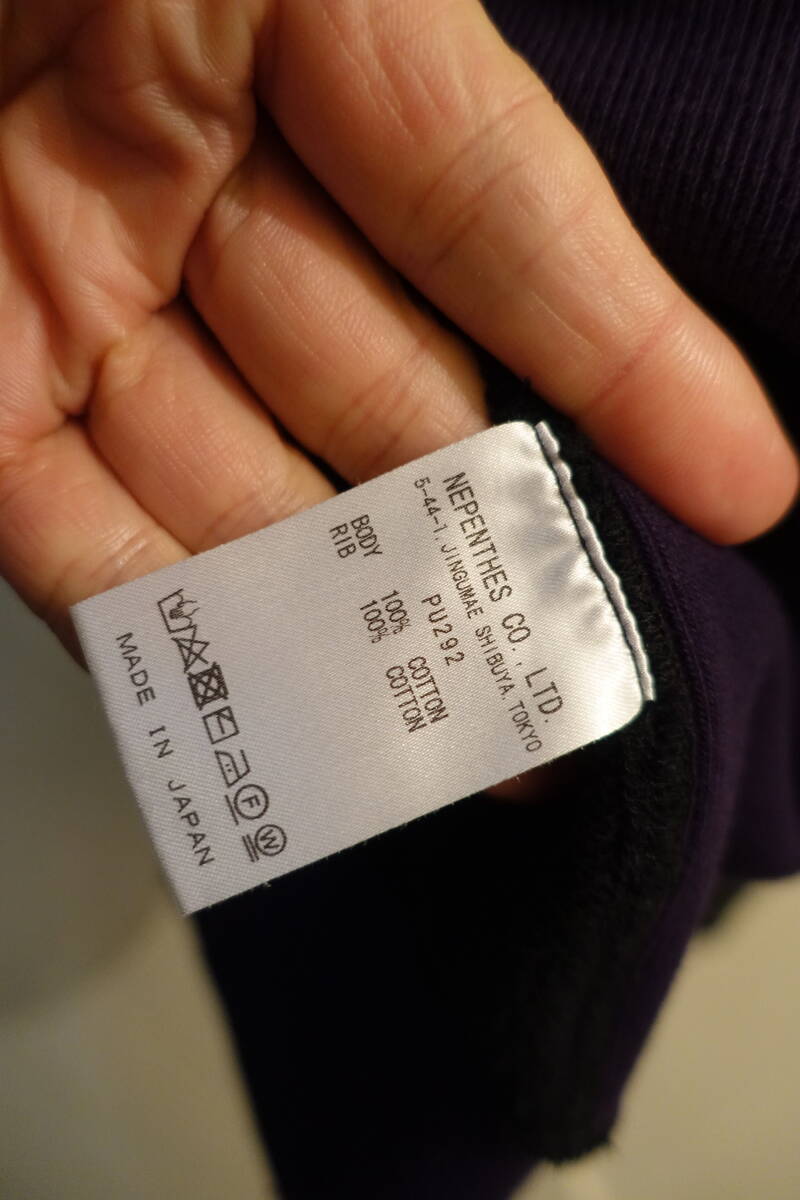 NEPENTHES CO., LTD.
5-44-1, JINGUMAE SHIBUYA, TOKYO
PU292
BODY 100% COTTON
RIB 100% COTTON
F
W
MADE IN JAPAN